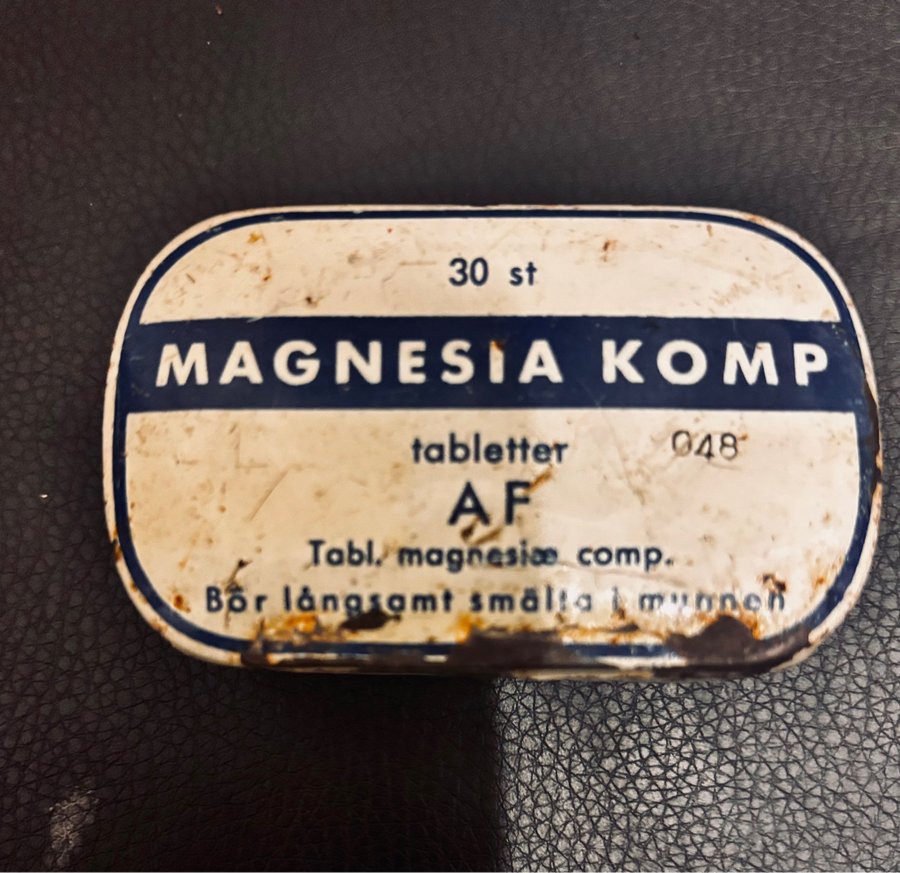 30 st
MAGNESIA KOMP
tabletter 048
AF
Tabl. magnesiæ comp.
Bör långsamt smälta i munnen